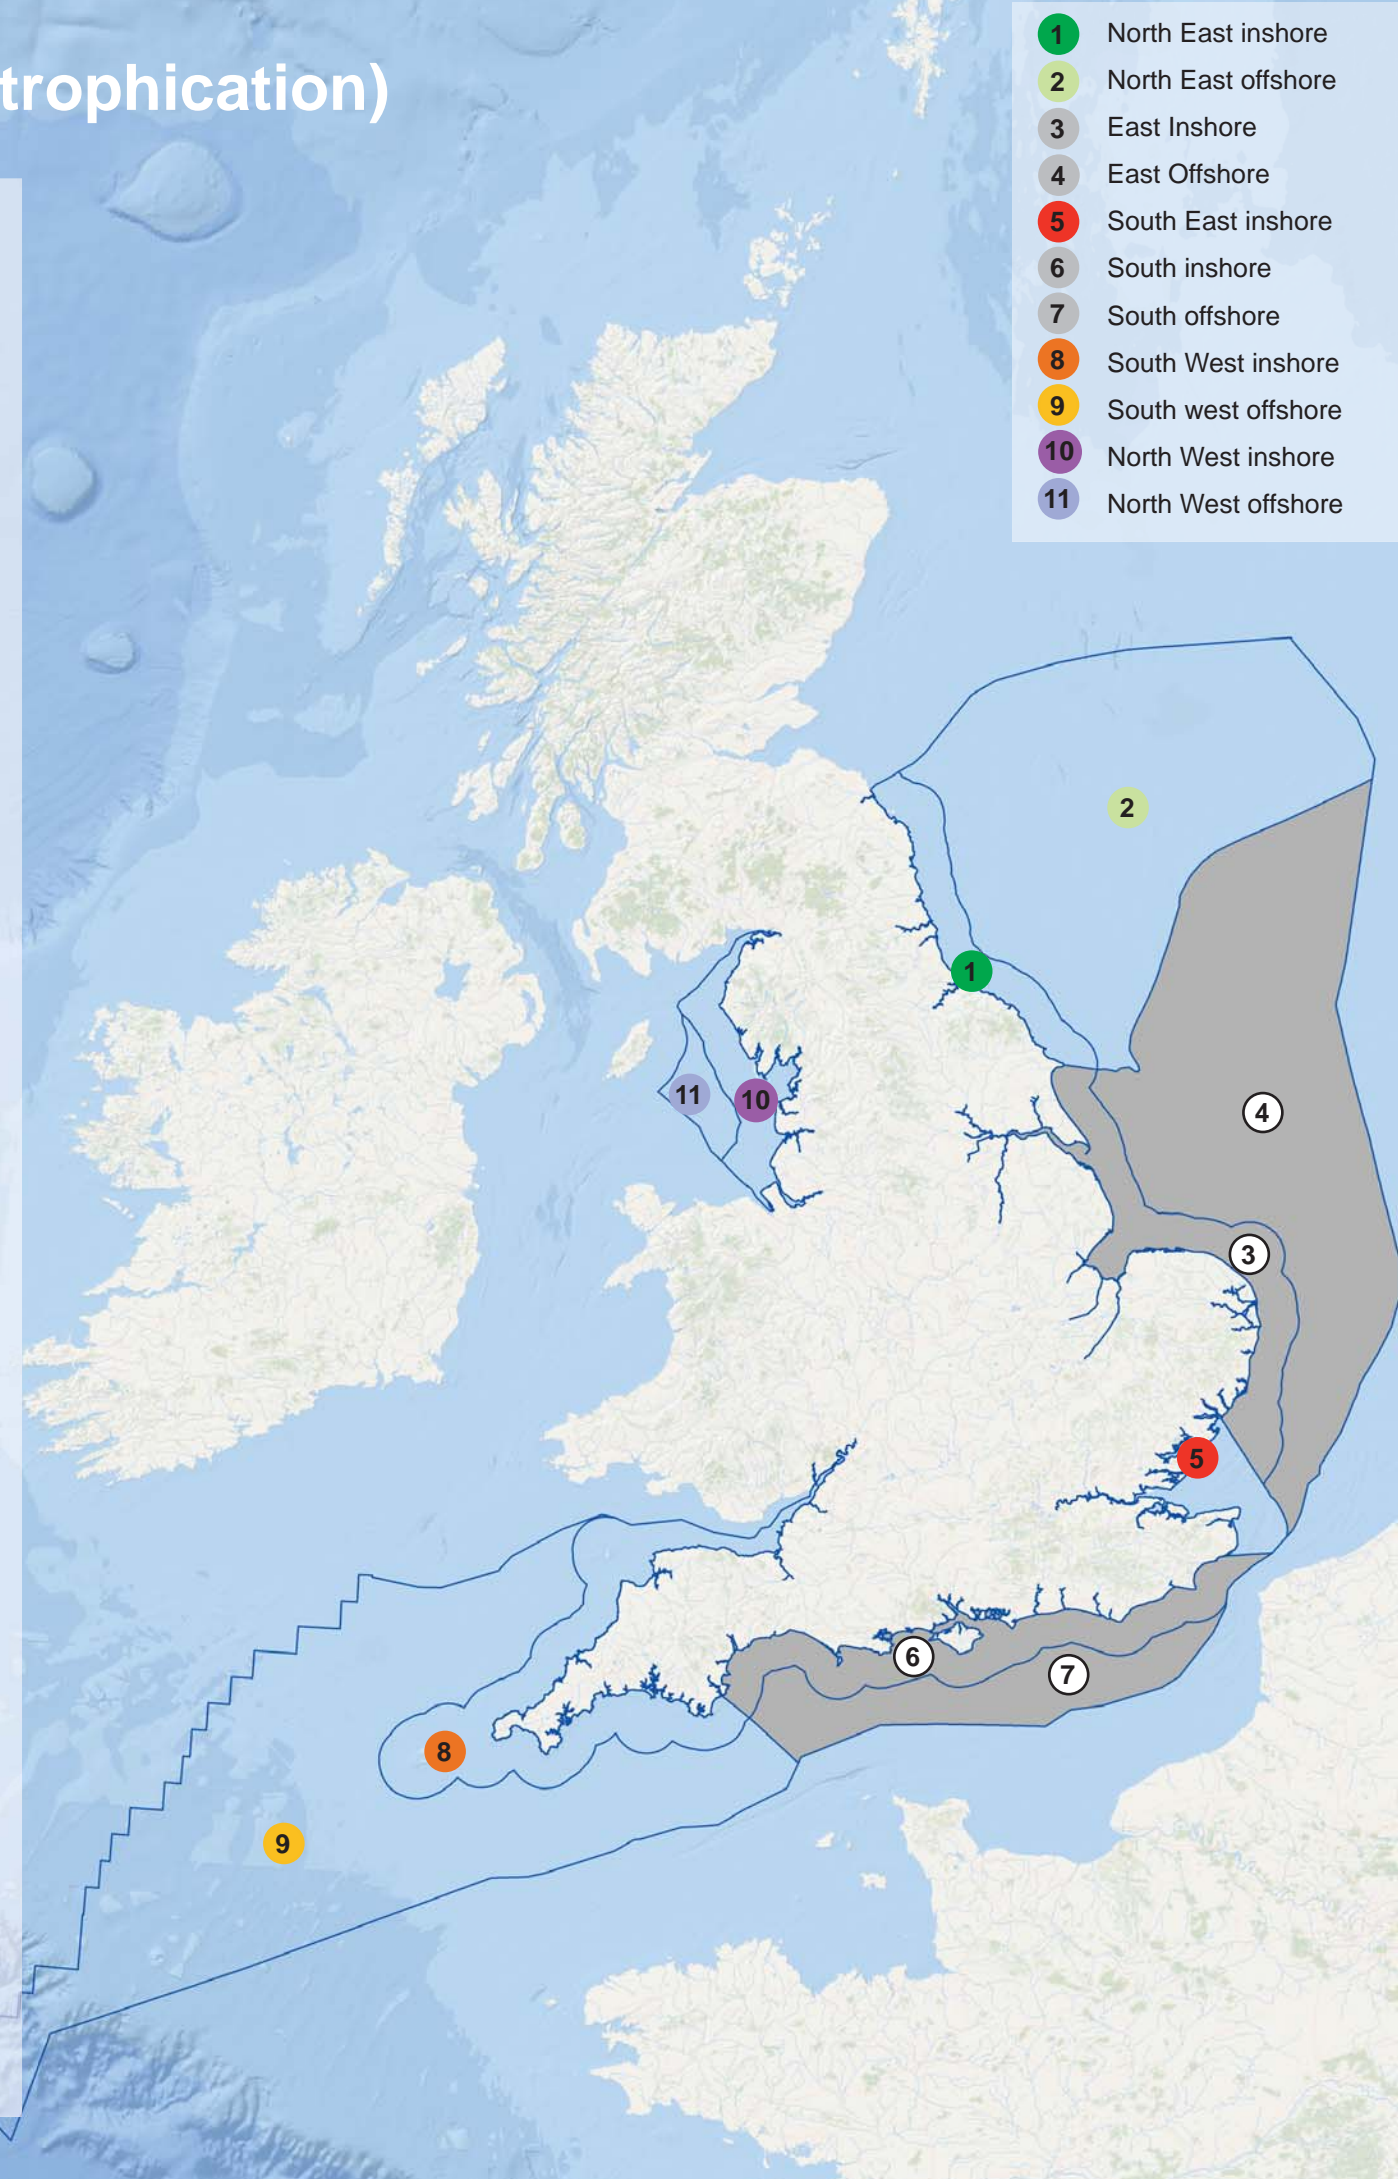 trophication)
1 North East inshore
2 North East offshore
3 East Inshore
4 East Offshore
5 South East inshore
6 South inshore
7 South offshore
8 South West inshore
9 South west offshore
10 North West inshore
11 North West offshore
2
1
11
10
4
3
5
6
7
8
9